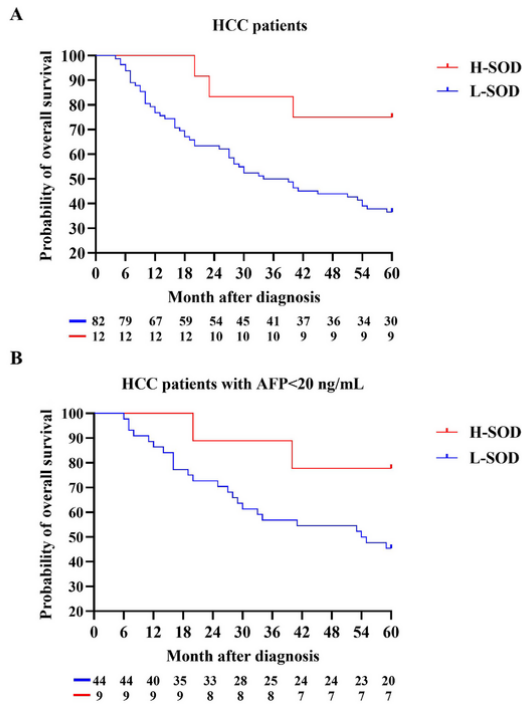 A
HCC patients
Probability of overall survival
100
90
80
70
60
50
40
30
20
0 6 12 18 24 30 36 42 48 54 60
Month after diagnosis
H-SOD
L-SOD
82 79 67 59 54 45 41 37 36 34 30
12 12 12 12 10 10 10 9 9 9 9
B
HCC patients with AFP<20 ng/mL
Probability of overall survival
100
90
80
70
60
50
40
30
20
0 6 12 18 24 30 36 42 48 54 60
Month after diagnosis
H-SOD
L-SOD
44 44 40 35 33 28 25 24 24 23 20
9 9 9 9 8 8 8 7 7 7 7